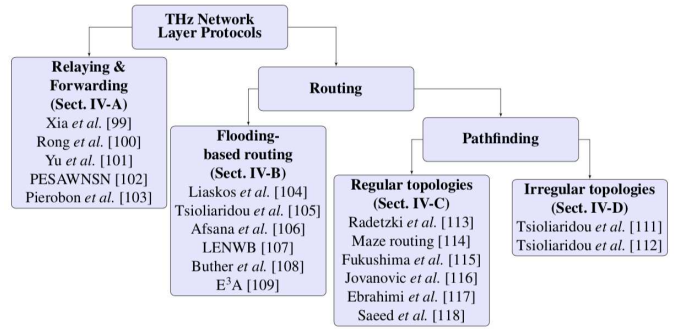 THz Network
Layer Protocols
Relaying &
Forwarding
(Sect. IV-A)
Xia et al. [99]
Rong et al. [100]
Yu et al. [101]
PESAWNSN [102]
Pierobon et al. [103]
Routing
Flooding-
based routing
(Sect. IV-B)
Liaskos et al. [104]
Tsioliaridou et al. [105]
Afsana et al. [106]
LENWB [107]
Buther et al. [108]
E³A [109]
Pathfinding
Regular topologies
(Sect. IV-C)
Radetzki et al. [113]
Maze routing [114]
Fukushima et al. [115]
Jovanovic et al. [116]
Ebrahimi et al. [117]
Saeed et al. [118]
Irregular topologies
(Sect. IV-D)
Tsioliaridou et al. [111]
Tsioliaridou et al. [112]